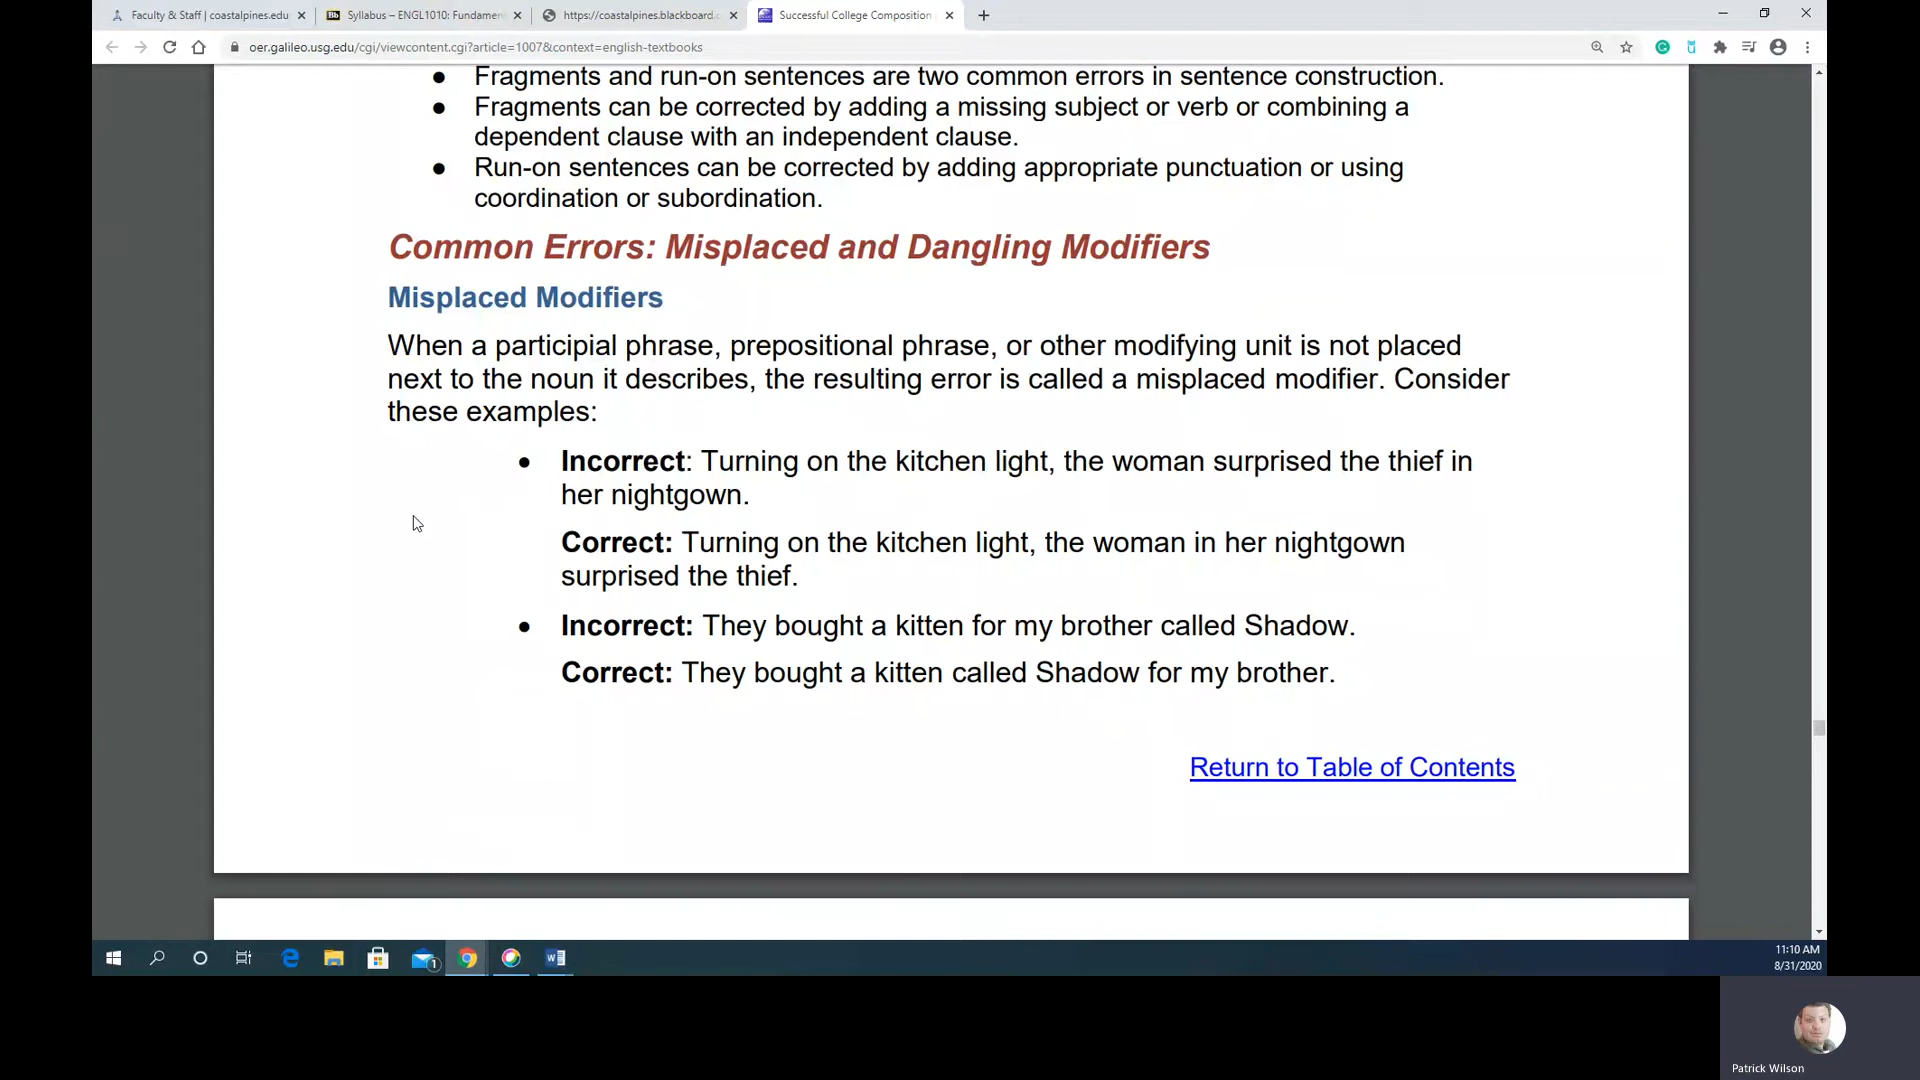 Faculty & Staff | coastalpines.edu
Syllabus – ENGL1010: Fundamen
https://coastalpines.blackboard.c
Successful College Composition
oer.galileo.usg.edu/cgi/viewcontent.cgi?article=1007&context=english-textbooks
● Fragments and run-on sentences are two common errors in sentence construction.
● Fragments can be corrected by adding a missing subject or verb or combining a
dependent clause with an independent clause.
● Run-on sentences can be corrected by adding appropriate punctuation or using
coordination or subordination.
Common Errors: Misplaced and Dangling Modifiers
Misplaced Modifiers
When a participial phrase, prepositional phrase, or other modifying unit is not placed
next to the noun it describes, the resulting error is called a misplaced modifier. Consider
these examples:
• Incorrect: Turning on the kitchen light, the woman surprised the thief in
her nightgown.
Correct: Turning on the kitchen light, the woman in her nightgown
surprised the thief.
• Incorrect: They bought a kitten for my brother called Shadow.
Correct: They bought a kitten called Shadow for my brother.
Return to Table of Contents
11:10 AM
8/31/2020
Patrick Wilson